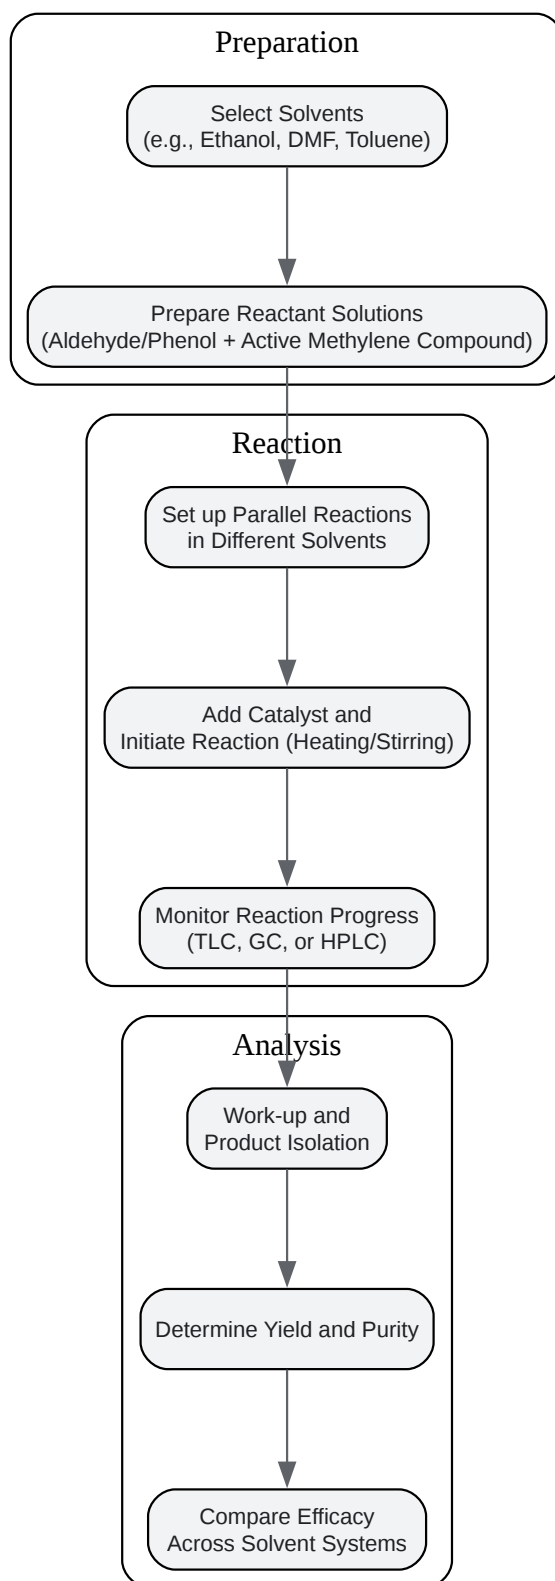 Preparation
Select Solvents
(e.g., Ethanol, DMF, Toluene)
Prepare Reactant Solutions
(Aldehyde/Phenol + Active Methylene Compound)
Reaction
Set up Parallel Reactions
in Different Solvents
Add Catalyst and
Initiate Reaction (Heating/Stirring)
Monitor Reaction Progress
(TLC, GC, or HPLC)
Analysis
Work-up and
Product Isolation
Determine Yield and Purity
Compare Efficacy
Across Solvent Systems